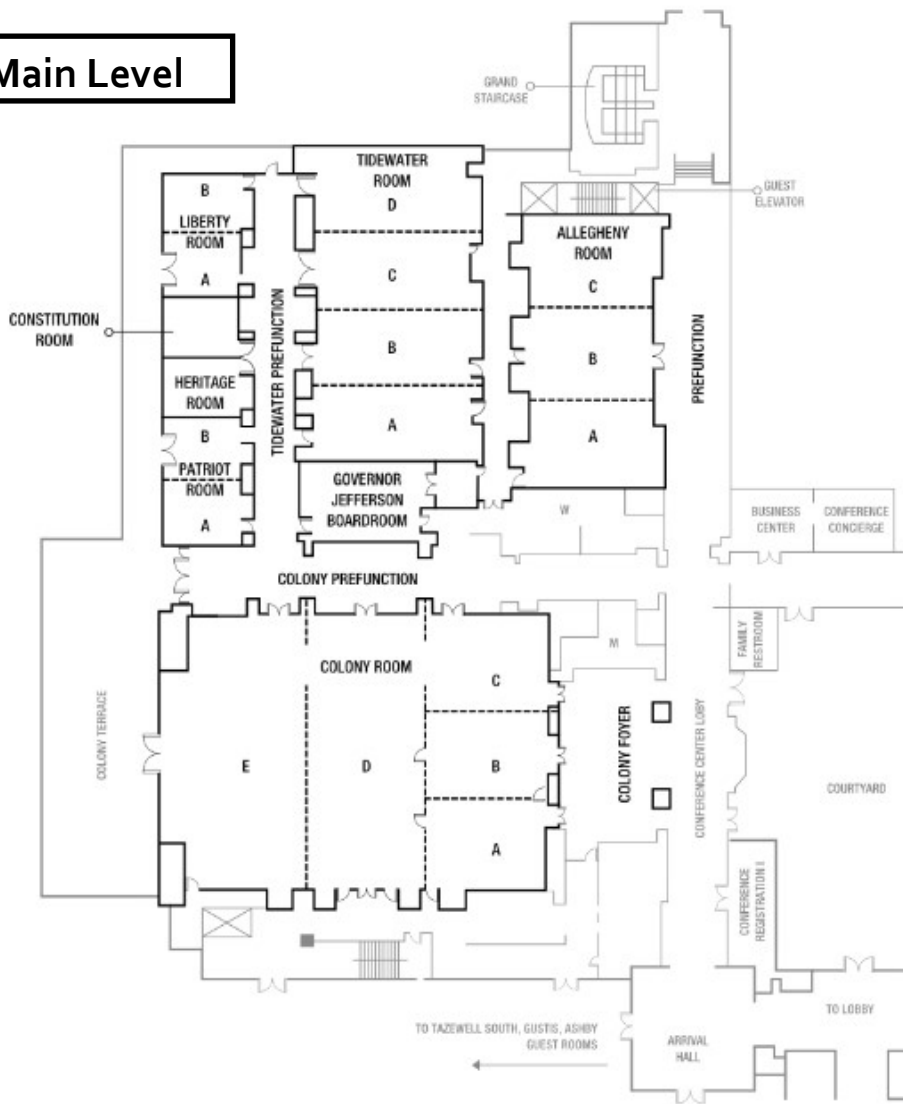 Main Level
GRAND
STAIRCASE
TIDEWATER
ROOM
D
C
B
A
GUEST
ELEVATOR
B
LIBERTY
ROOM
A
ALLEGHENY
ROOM
C
B
A
CONSTITUTION
ROOM
TIDEWATER PREFUNCTION
PREFUNCTION
HERITAGE
ROOM
B
PATRIOT
ROOM
A
GOVERNOR
JEFFERSON
BOARDROOM
W
BUSINESS
CENTER
CONFERENCE
CONCIERGE
COLONY PREFUNCTION
M
FAMILY
RESTROOM
COLONY ROOM
C
E
D
B
A
COLONY TERRACE
COLONY FOYER
CONFERENCE CENTER LOBY
COURTYARD
CONFERENCE
REGISTRATION I
TO LOBBY
TO TAZEWELL SOUTH, GUSTIS, ASHBY
GUEST ROOMS
ARRIVAL
HALL